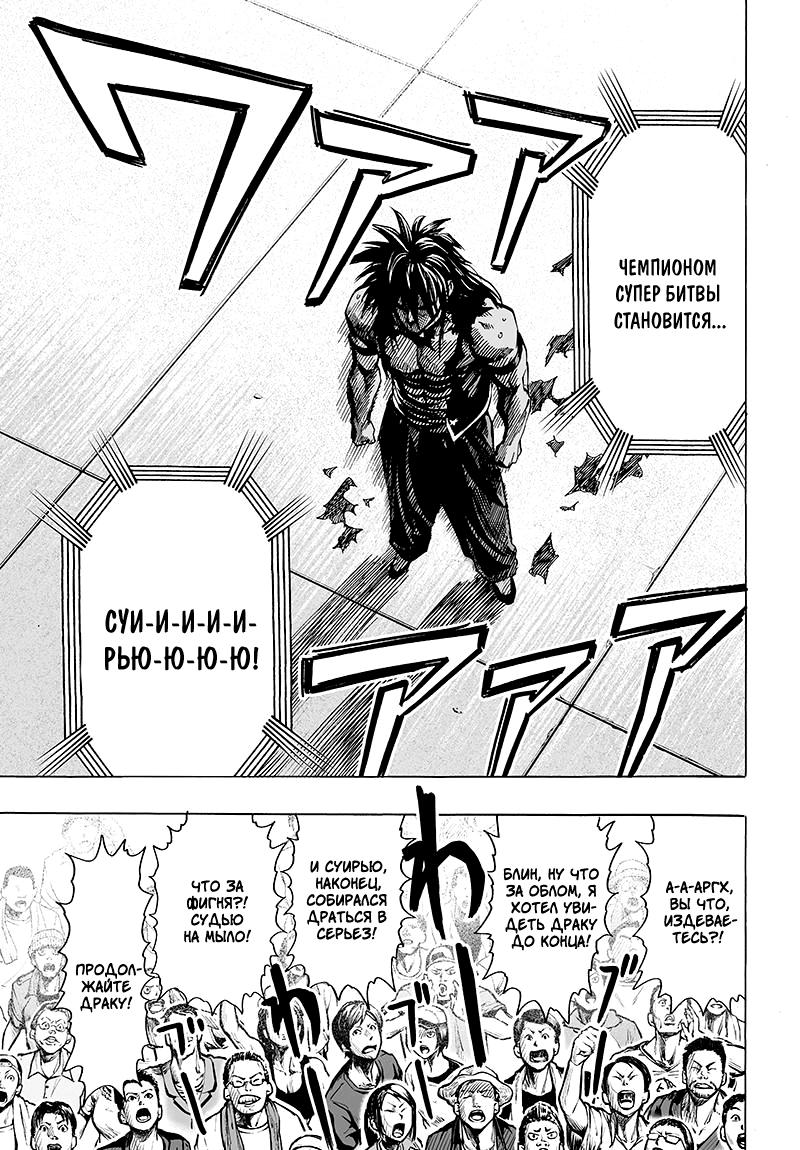 ワアア
ЧЕМПИОНОМ
СУПЕР БИТВЫ
СТАНОВИТСЯ...
СУИ-И-И-И-И-
РЬЮ-Ю-Ю-Ю!
アアア
А-А-АРГХ,
ВЫ ЧТО,
ИЗДЕВАЕ-
ТЕСЬ?!
БЛИН, НУ ЧТО
ЗА ОБЛОМ, Я
ХОТЕЛ УВИ-
ДЕТЬ ДРАКУ
ДО КОНЦА!
И СУИРЬЮ,
НАКОНЕЦ,
СОБИРАЛСЯ
ДРАТЬСЯ В
СЕРЬЕЗ!
ЧТО ЗА
ФИГНЯ?!
СУДЬЮ
НА МЫЛО!
ПРОДОЛ-
ЖАЙТЕ
ДРАКУ!
わ
ブ
わ
ブ